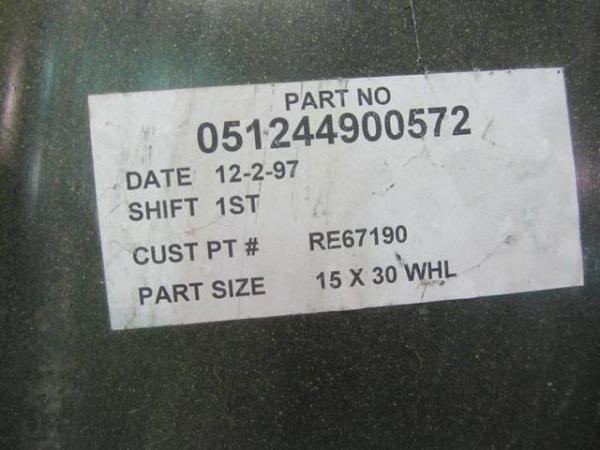 PART NO
051244900572
DATE 12-2-97
SHIFT 1ST
CUST PT # RE67190
PART SIZE 15 X 30 WHL